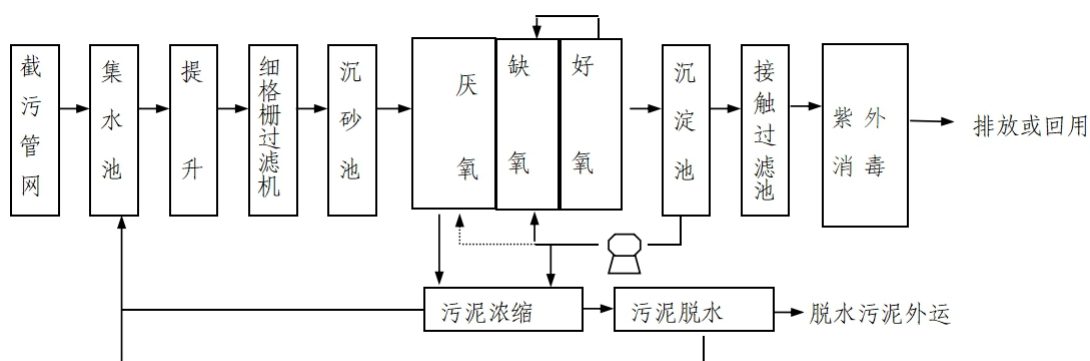 截污管网
集水池
提升
细格栅过滤机
沉砂池
厌氧
缺氧
好氧
沉淀池
接触过滤池
紫外
消毒
排放或回用
污泥浓缩
污泥脱水
脱水污泥外运